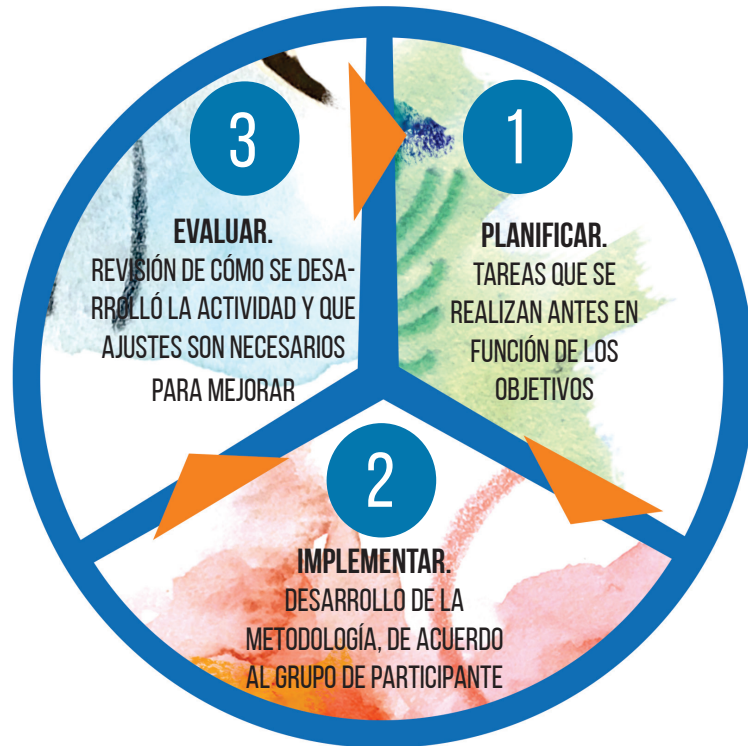 1
PLANIFICAR.
TAREAS QUE SE
REALIZAN ANTES EN
FUNCIÓN DE LOS
OBJETIVOS
2
IMPLEMENTAR.
DESARROLLO DE LA
METODOLOGÍA, DE ACUERDO
AL GRUPO DE PARTICIPANTE
3
EVALUAR.
REVISIÓN DE CÓMO SE DESA-
RROLLÓ LA ACTIVIDAD Y QUE
AJUSTES SON NECESARIOS
PARA MEJORAR